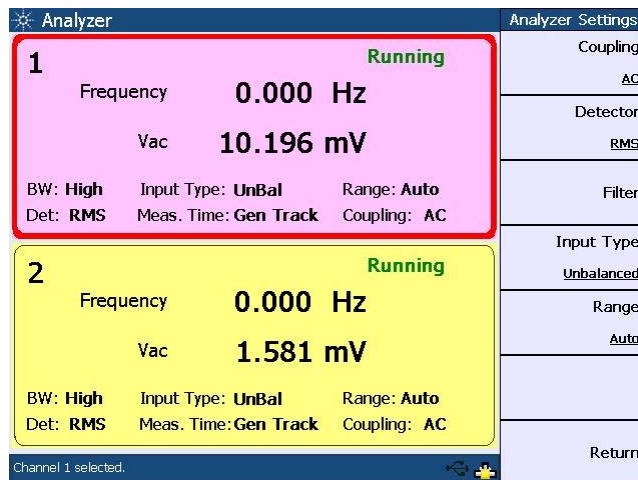 Analyzer
1
Running
Frequency 0.000 Hz
Vac 10.196 mV
BW: High Input Type: UnBal Range: Auto
Det: RMS Meas. Time: Gen Track Coupling: AC
2
Running
Frequency 0.000 Hz
Vac 1.581 mV
BW: High Input Type: UnBal Range: Auto
Det: RMS Meas. Time: Gen Track Coupling: AC
Channel 1 selected.
Analyzer Settings
Coupling
AC
Detector
RMS
Filter
Input Type
Unbalanced
Range
Auto
Return